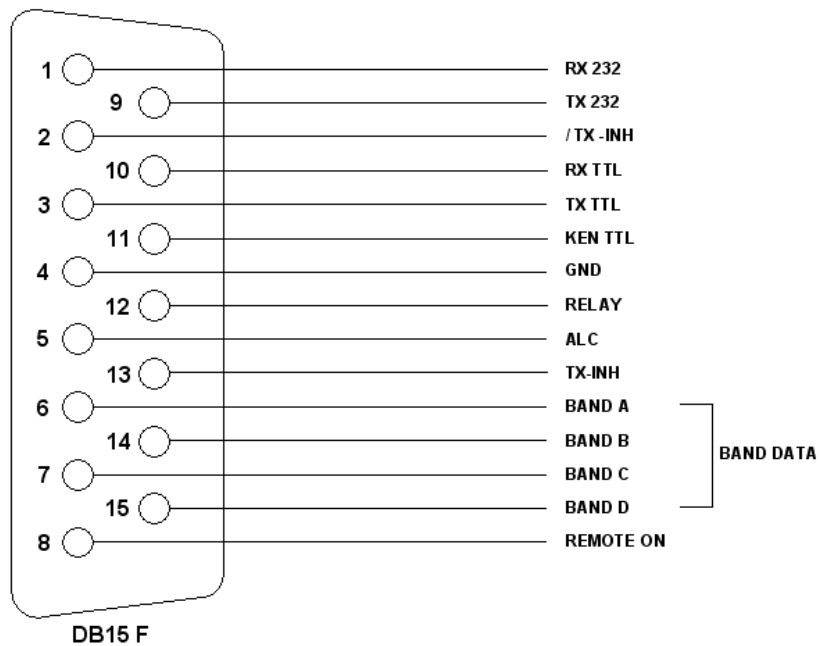 1 RX 232
9 TX 232
2 / TX -INH
10 RX TTL
3 TX TTL
11 KEN TTL
4 GND
12 RELAY
5 ALC
13 TX-INH
6 BAND A
14 BAND B
BAND DATA
7 BAND C
15 BAND D
8 REMOTE ON
DB15 F